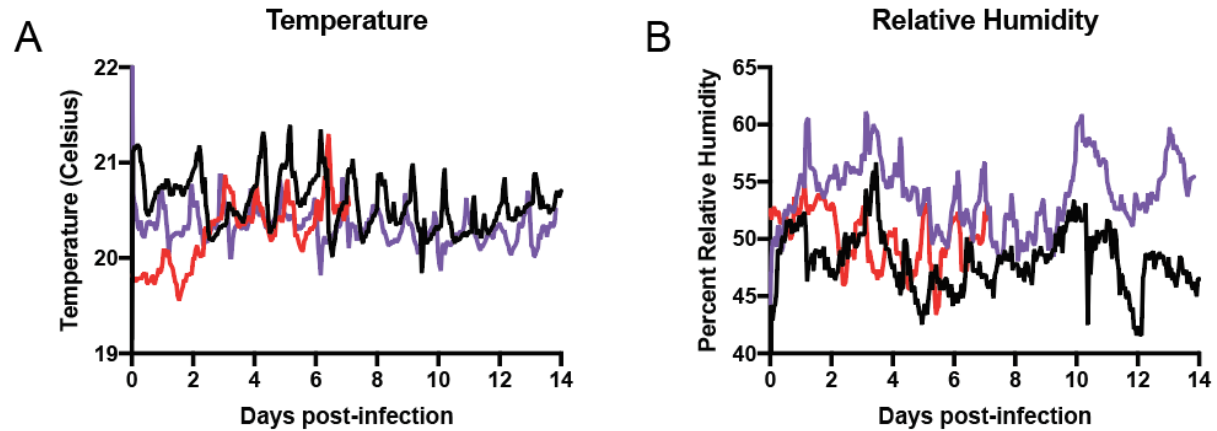 A
Temperature
Temperature (Celsius)
22
21
20
19
0 2 4 6 8 10 12 14
Days post-infection
B
Relative Humidity
Percent Relative Humidity
65
60
55
50
45
40
0 2 4 6 8 10 12 14
Days post-infection